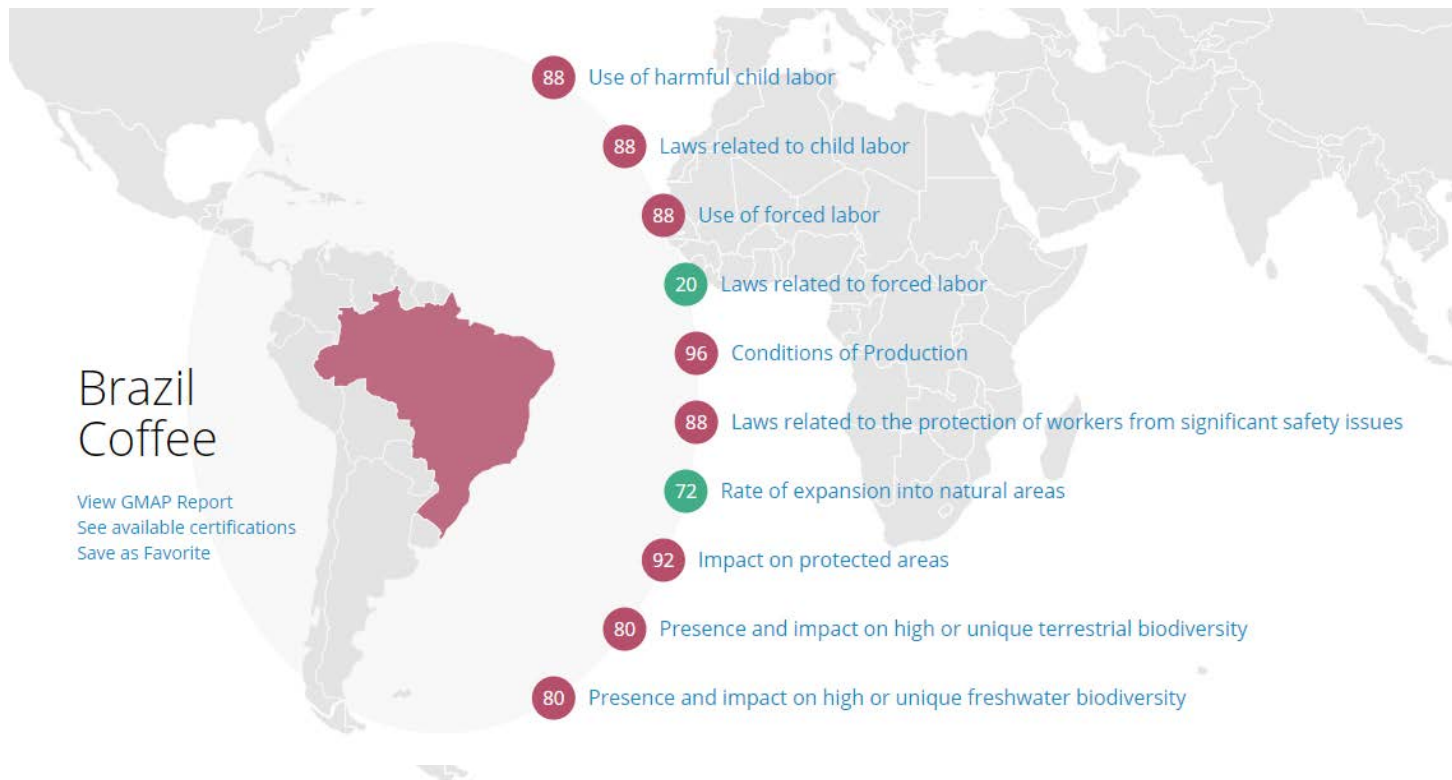 88 Use of harmful child labor
88 Laws related to child labor
88 Use of forced labor
20 Laws related to forced labor
96 Conditions of Production
88 Laws related to the protection of workers from significant safety issues
72 Rate of expansion into natural areas
92 Impact on protected areas
80 Presence and impact on high or unique terrestrial biodiversity
80 Presence and impact on high or unique freshwater biodiversity
Brazil
Coffee
View GMAP Report
See available certifications
Save as Favorite